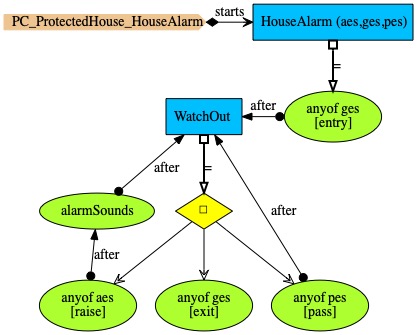 PC_ProtectedHouse_HouseAlarm
starts
HouseAlarm (aes,ges,pes)
=
after
anyof ges
[entry]
WatchOut
after
=
alarmSounds
□
after
after
anyof aes
[raise]
anyof ges
[exit]
anyof pes
[pass]